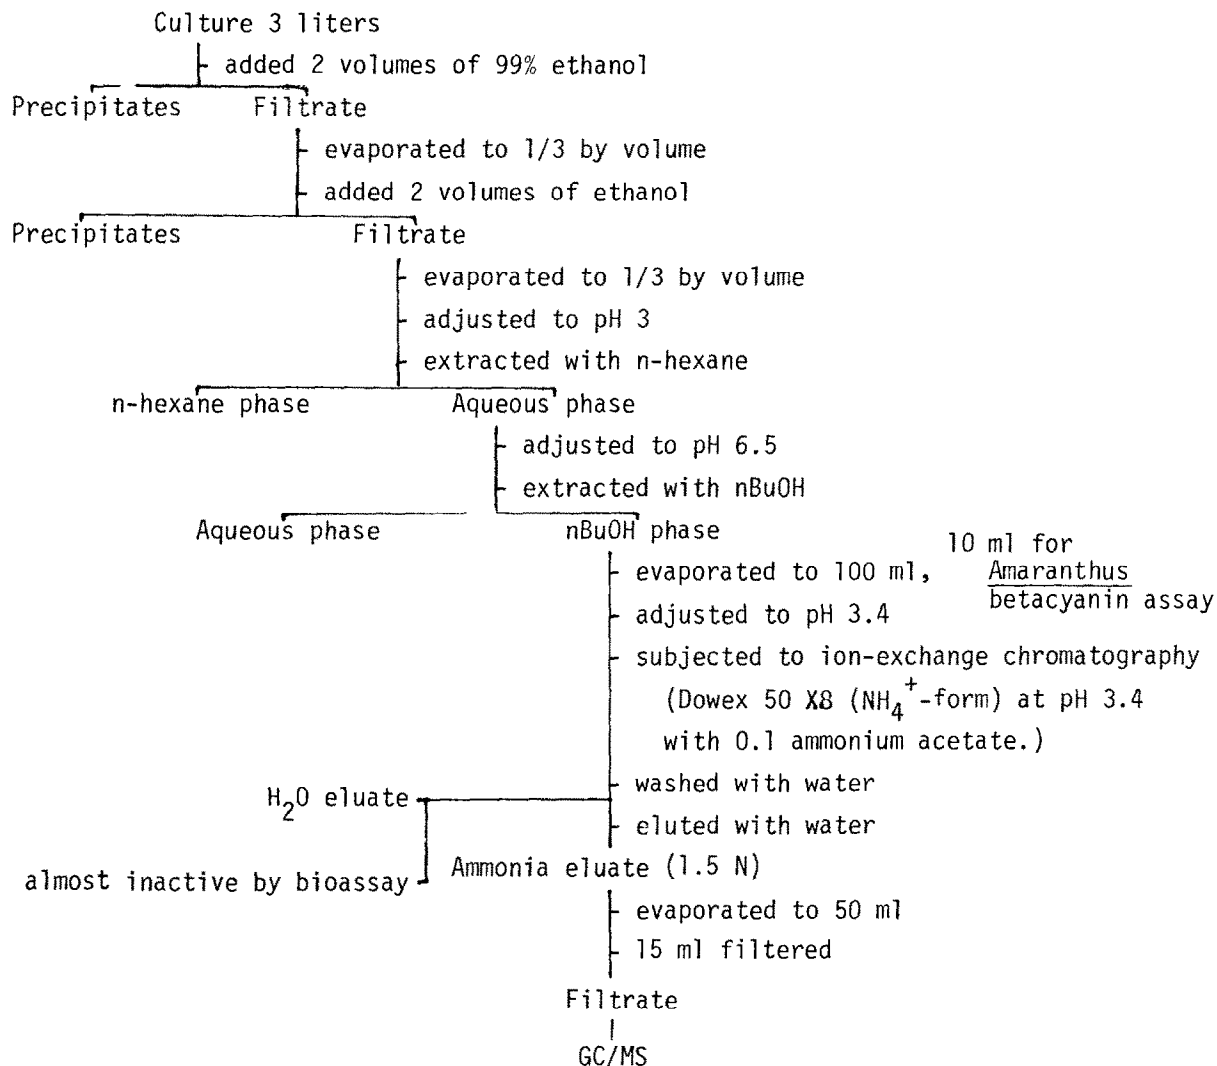 Culture 3 liters
added 2 volumes of 99% ethanol
Precipitates Filtrate
evaporated to 1/3 by volume
added 2 volumes of ethanol
Precipitates Filtrate
evaporated to 1/3 by volume
adjusted to pH 3
extracted with n-hexane
n-hexane phase Aqueous phase
adjusted to pH 6.5
extracted with nBuOH
Aqueous phase nBuOH phase
evaporated to 100 ml,
10 ml for
Amaranthus
betacyanin assay
adjusted to pH 3.4
subjected to ion-exchange chromatography
(Dowex 50 X8 (NH4+-form) at pH 3.4
with 0.1 ammonium acetate.)
washed with water
H2O eluate
eluted with water
almost inactive by bioassay
Ammonia eluate (1.5 N)
evaporated to 50 ml
15 ml filtered
Filtrate
GC/MS